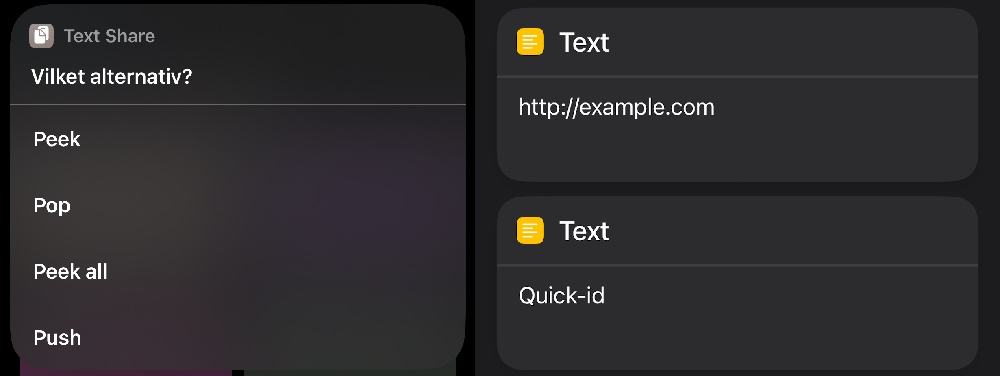 Text Share
Vilket alternativ?
Peek
Pop
Peek all
Push
Text
http://example.com
Text
Quick-id